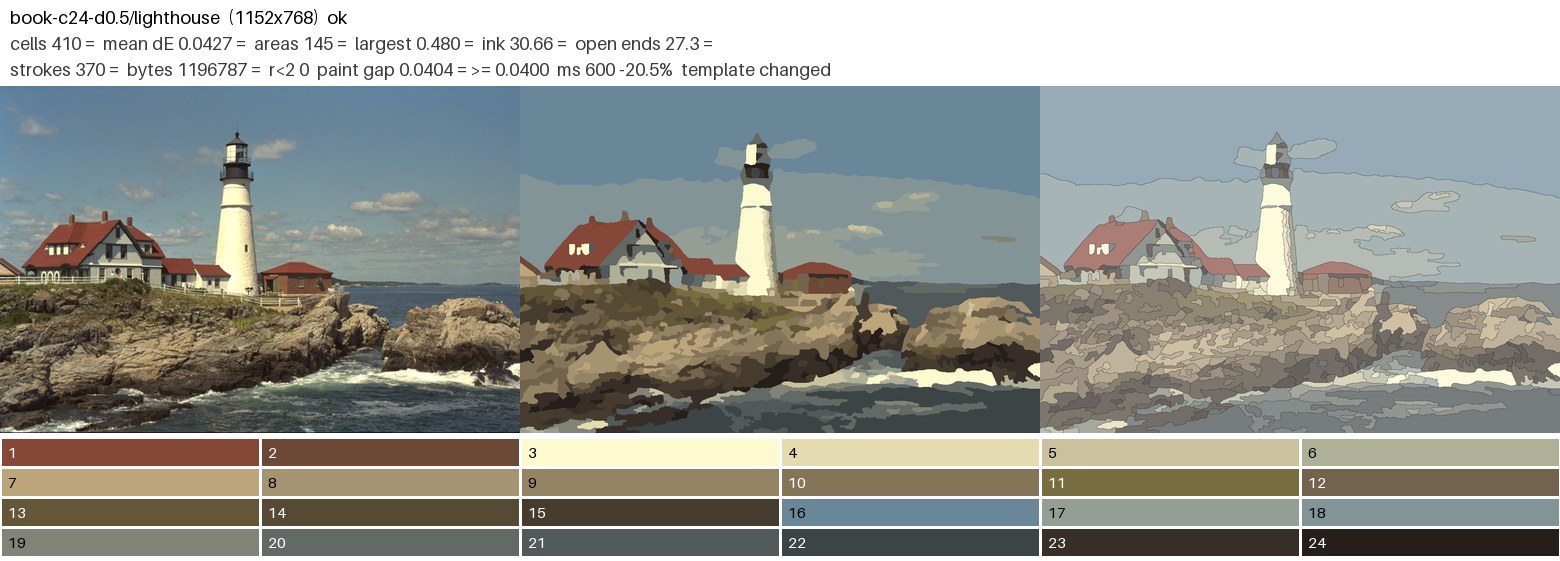 book-c24-d0.5/lighthouse (1152x768) ok
cells 410 = mean dE 0.0427 = areas 145 = largest 0.480 = ink 30.66 = open ends 27.3 =
strokes 370 = bytes 1196787 = r<2 0 paint gap 0.0404 = >= 0.0400 ms 600 -20.5% template changed
1 2 3 4 5 6
7 8 9 10 11 12
13 14 15 16 17 18
19 20 21 22 23 24